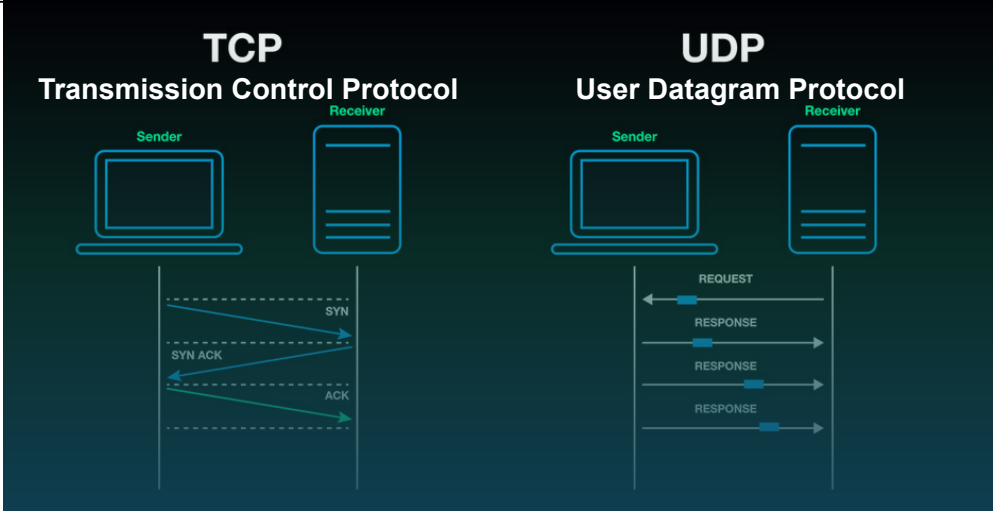 TCP
Transmission Control Protocol
Receiver
Sender
SYN
SYN ACK
ACK
UDP
User Datagram Protocol
Receiver
Sender
REQUEST
RESPONSE
RESPONSE
RESPONSE